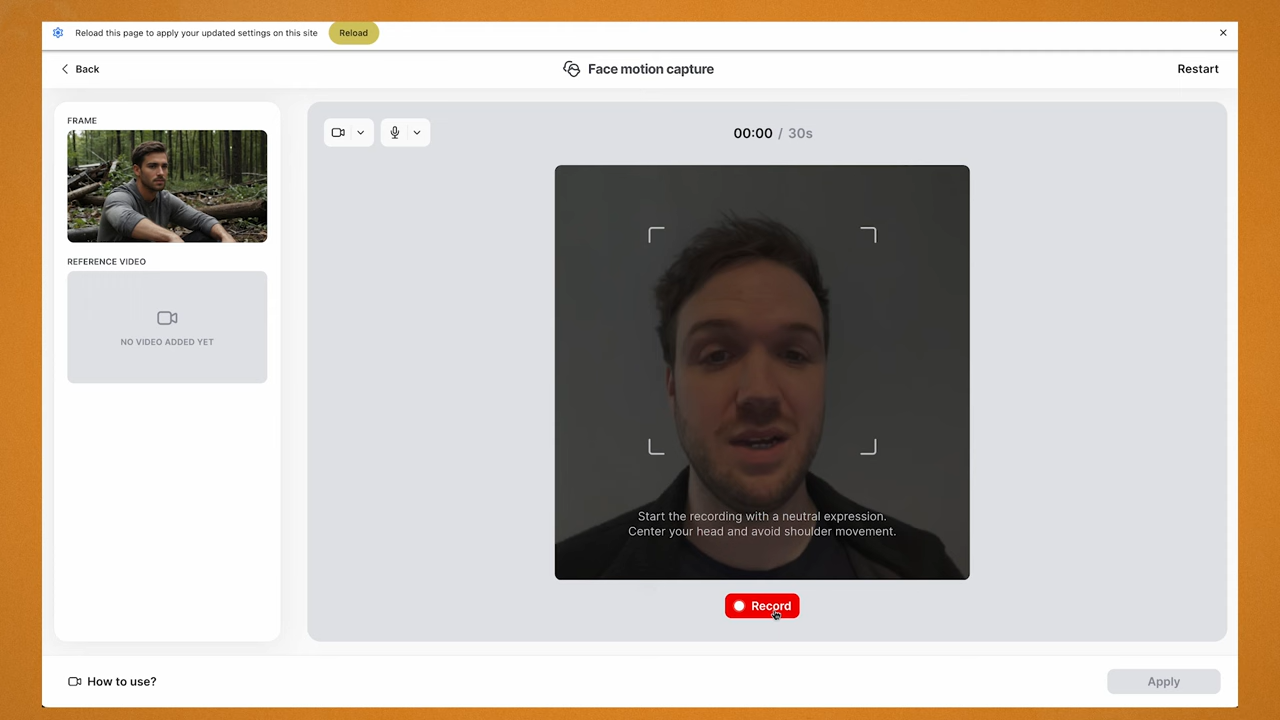 Reload this page to apply your updated settings on this site
Reload
Back
Face motion capture
Restart
FRAME
00:00 / 30s
REFERENCE VIDEO
NO VIDEO ADDED YET
Start the recording with a neutral expression.
Center your head and avoid shoulder movement.
Record
How to use?
Apply